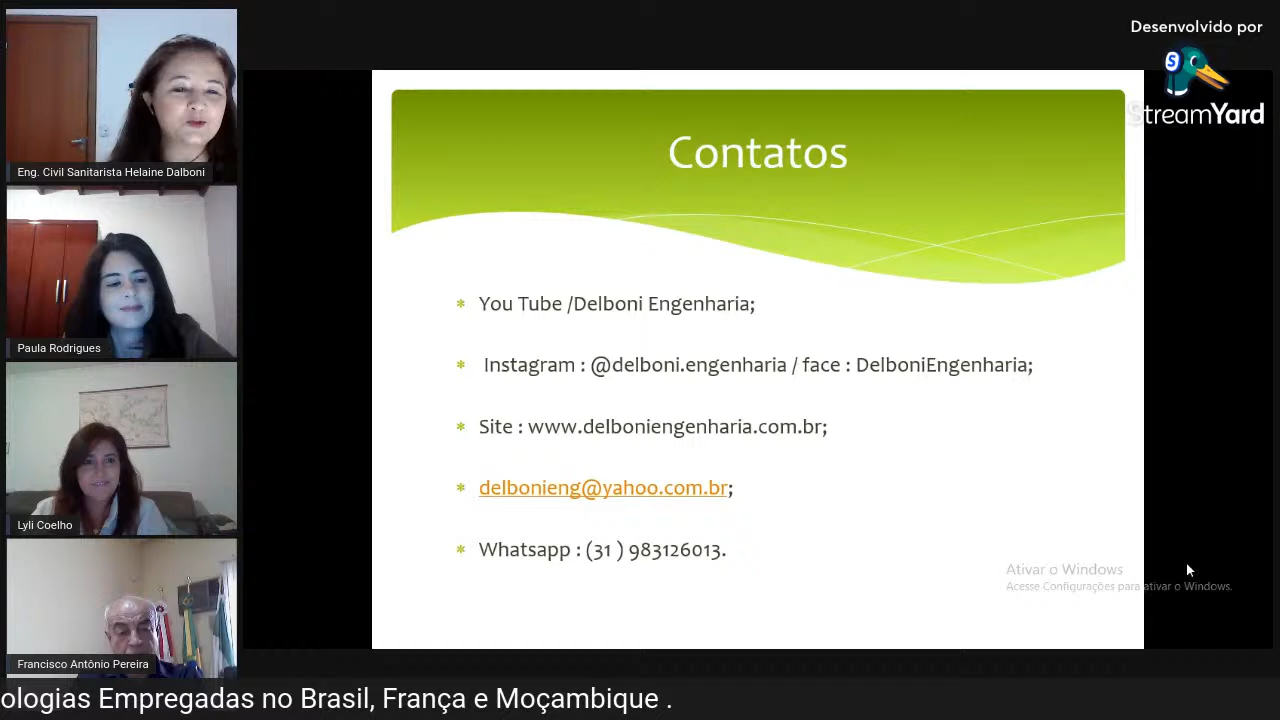 Desenvolvido por
StreamYard
Eng. Civil Sanitarista Helaine Dalboni
Paula Rodrigues
Lyli Coelho
Francisco Antônio Pereira
Contatos
You Tube /Delboni Engenharia;
Instagram : @delboni.engenharia / face : DelboniEngenharia;
Site : www.delboniengenharia.com.br;
delbonieng@yahoo.com.br;
Whatsapp : (31 ) 983126013.
Ativar o Windows
Acesse Configurações para ativar o Windows.
ologias Empregadas no Brasil, França e Moçambique .